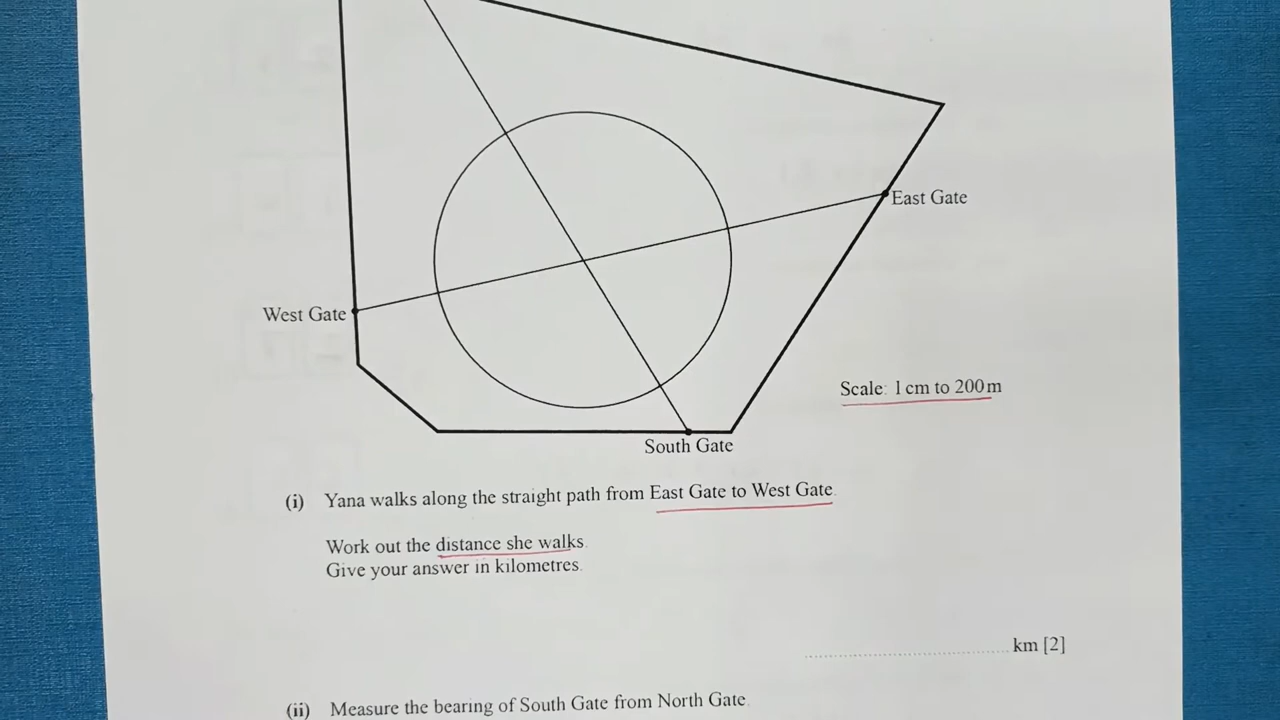 East Gate
West Gate
Scale: 1 cm to 200 m
South Gate
(i) Yana walks along the straight path from East Gate to West Gate.
Work out the distance she walks.
Give your answer in kilometres.
........................................ km [2]
(ii) Measure the bearing of South Gate from North Gate.